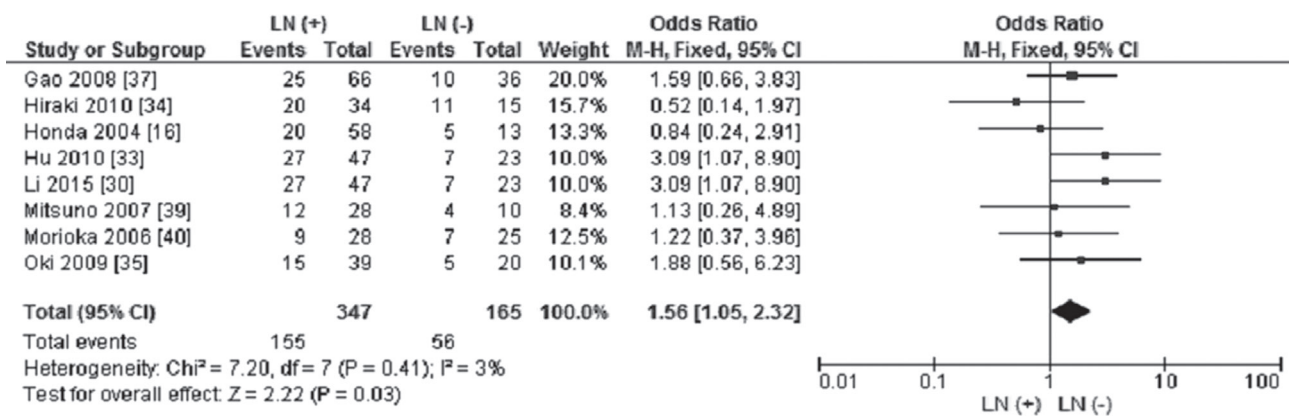 LN (+) LN (-) Odds Ratio Odds Ratio
Study or Subgroup Events Total Events Total Weight M-H, Fixed, 95% CI M-H, Fixed, 95% CI
Gao 2008 [37] 25 66 10 36 20.0% 1.59 [0.66, 3.83]
Hiraki 2010 [34] 20 34 11 15 15.7% 0.52 [0.14, 1.97]
Honda 2004 [16] 20 58 5 13 13.3% 0.84 [0.24, 2.91]
Hu 2010 [33] 27 47 7 23 10.0% 3.09 [1.07, 8.90]
Li 2015 [30] 27 47 7 23 10.0% 3.09 [1.07, 8.90]
Mitsuno 2007 [39] 12 28 4 10 8.4% 1.13 [0.26, 4.89]
Morioka 2006 [40] 9 28 7 25 12.5% 1.22 [0.37, 3.96]
Oki 2009 [35] 15 39 5 20 10.1% 1.88 [0.56, 6.23]
Total (95% CI) 347 165 100.0% 1.56 [1.05, 2.32]
Total events 155 56
Heterogeneity: Chi² = 7.20, df = 7 (P = 0.41); I² = 3%
Test for overall effect: Z = 2.22 (P = 0.03)
0.01 0.1 1 10 100
LN (+) LN (-)